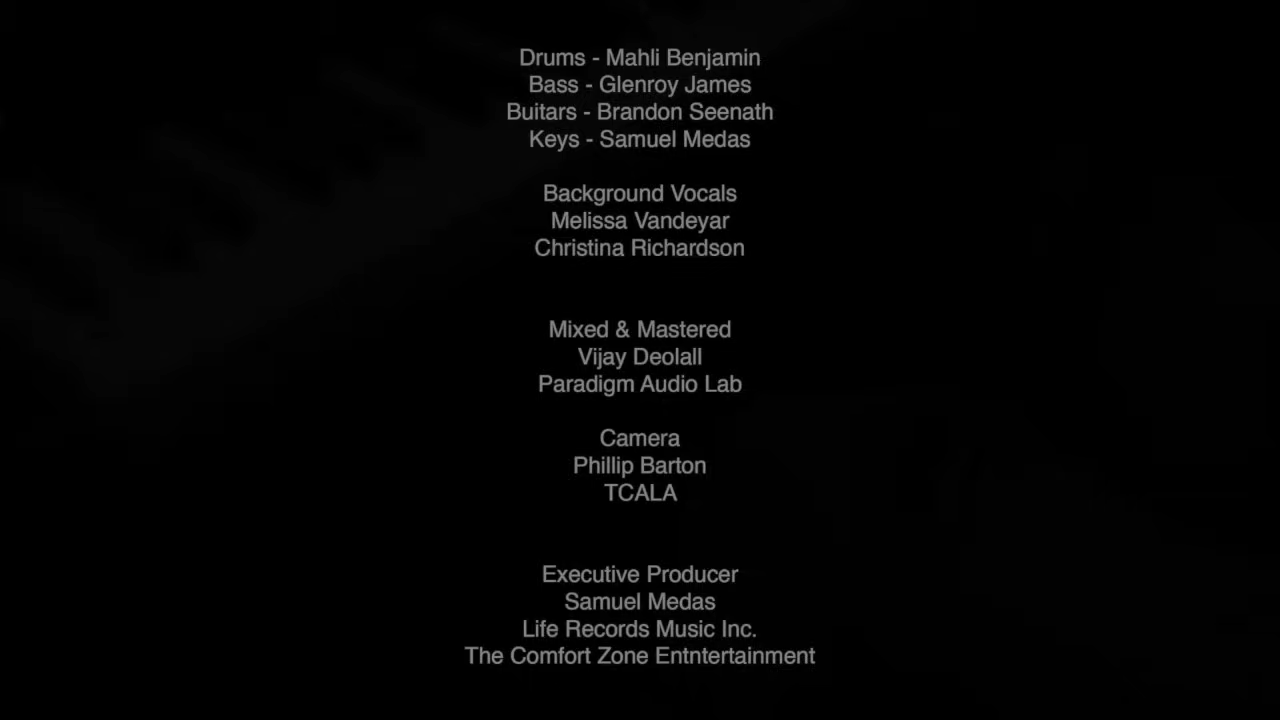 Drums - Mahli Benjamin
Bass - Glenroy James
Buitars - Brandon Seenath
Keys - Samuel Medas
Background Vocals
Melissa Vandeyar
Christina Richardson
Mixed & Mastered
Vijay Deolall
Paradigm Audio Lab
Camera
Phillip Barton
TCALA
Executive Producer
Samuel Medas
Life Records Music Inc.
The Comfort Zone Entntertainment